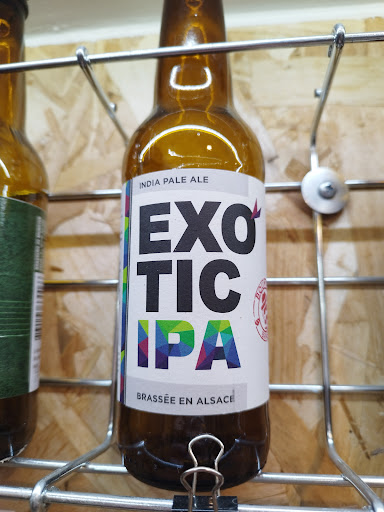 INDIA PALE ALE
EXO
TIC
IPA
BRASSÉE EN ALSACE